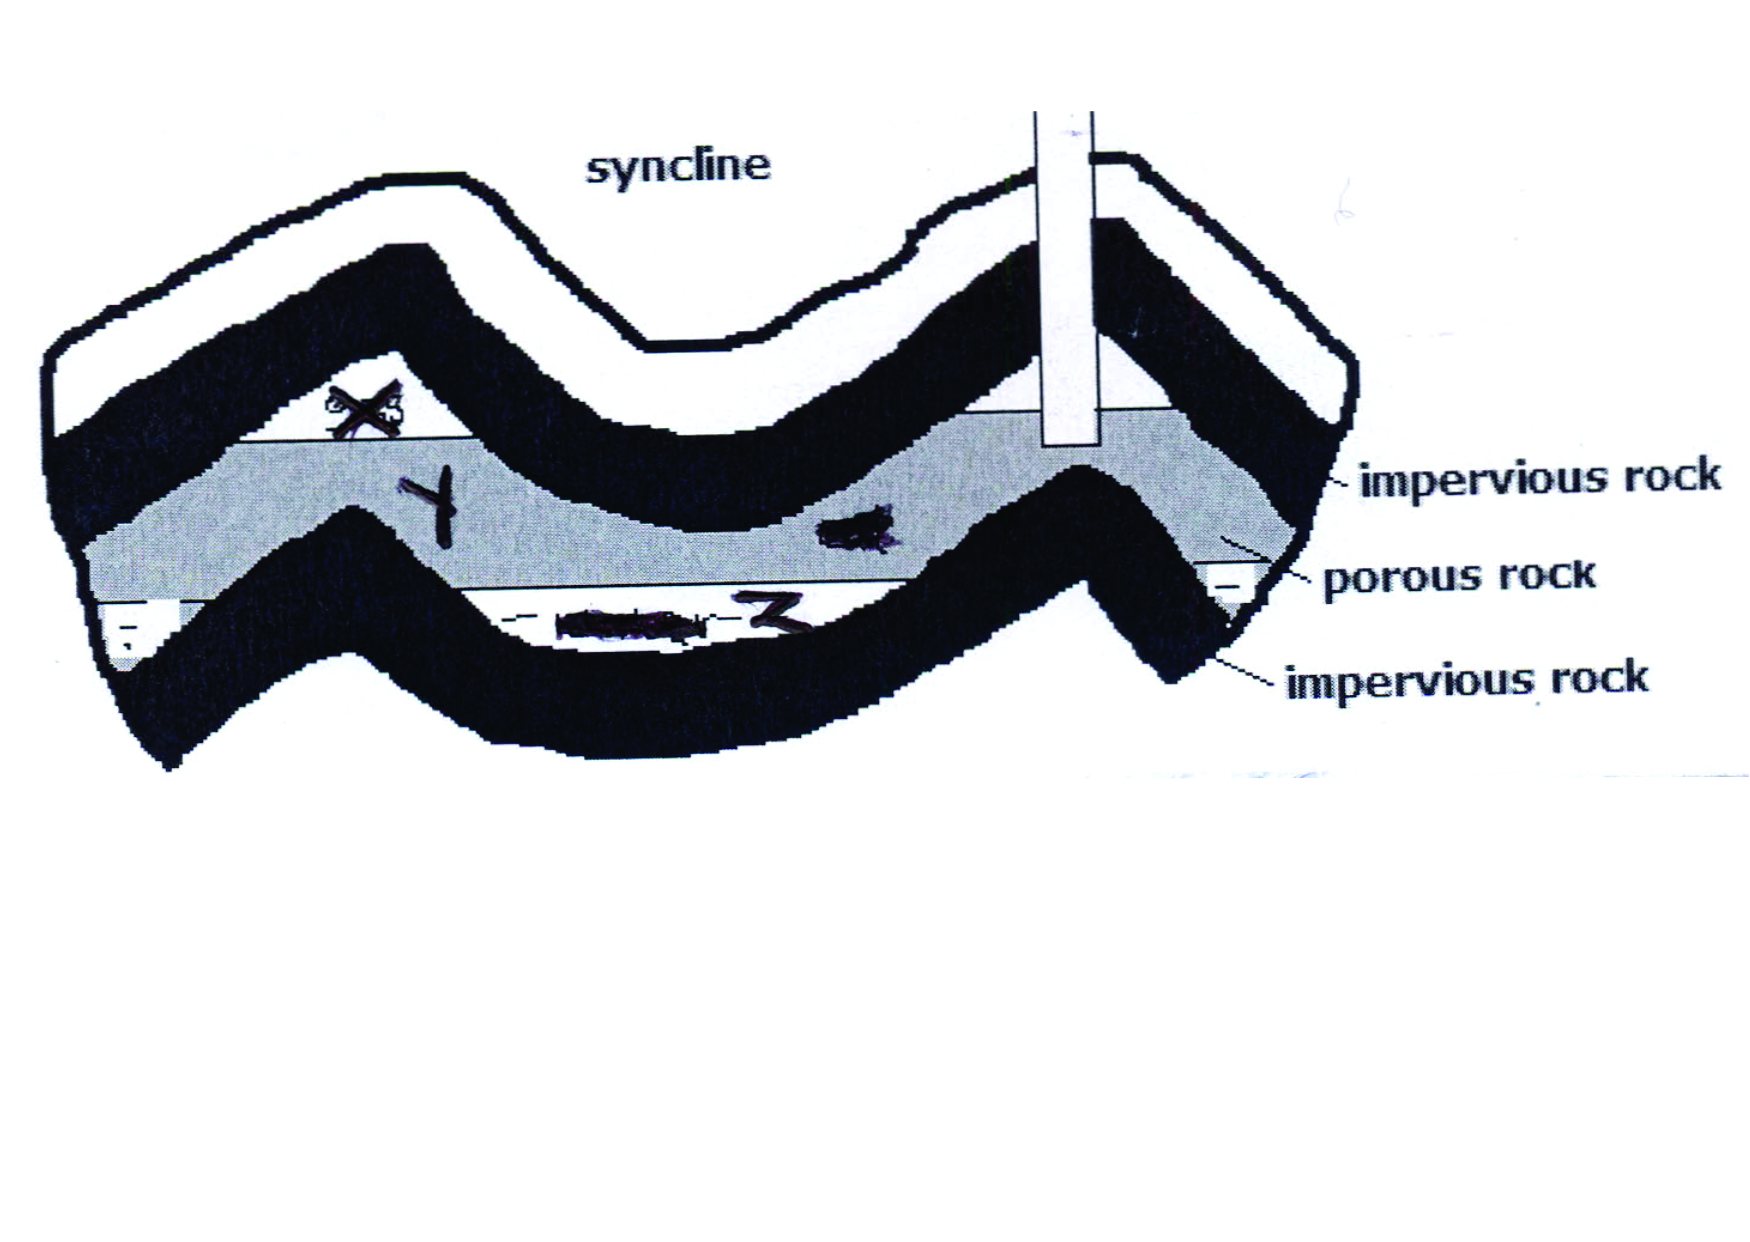 syncline
X
impervious rock
Y
porous rock
Z
impervious rock